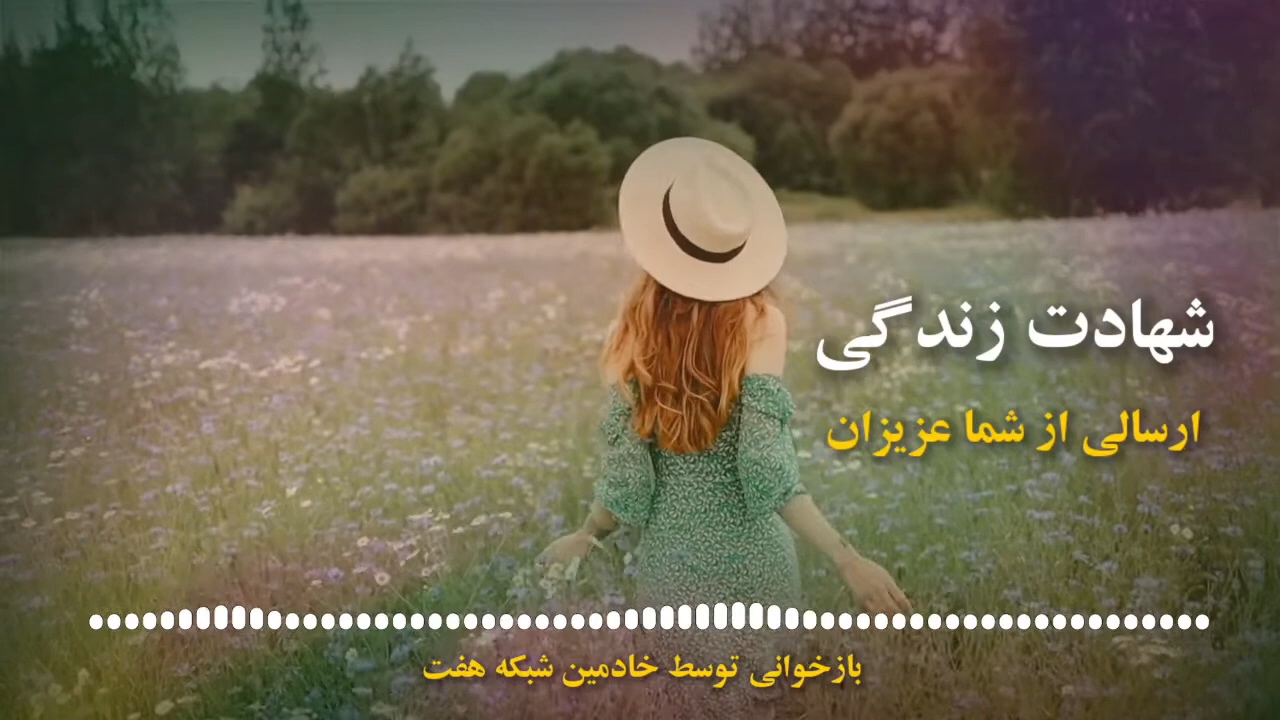 شهادت زندگی
ارسالی از شما عزیزان
بازخوانی توسط خادمین شبکه هفت